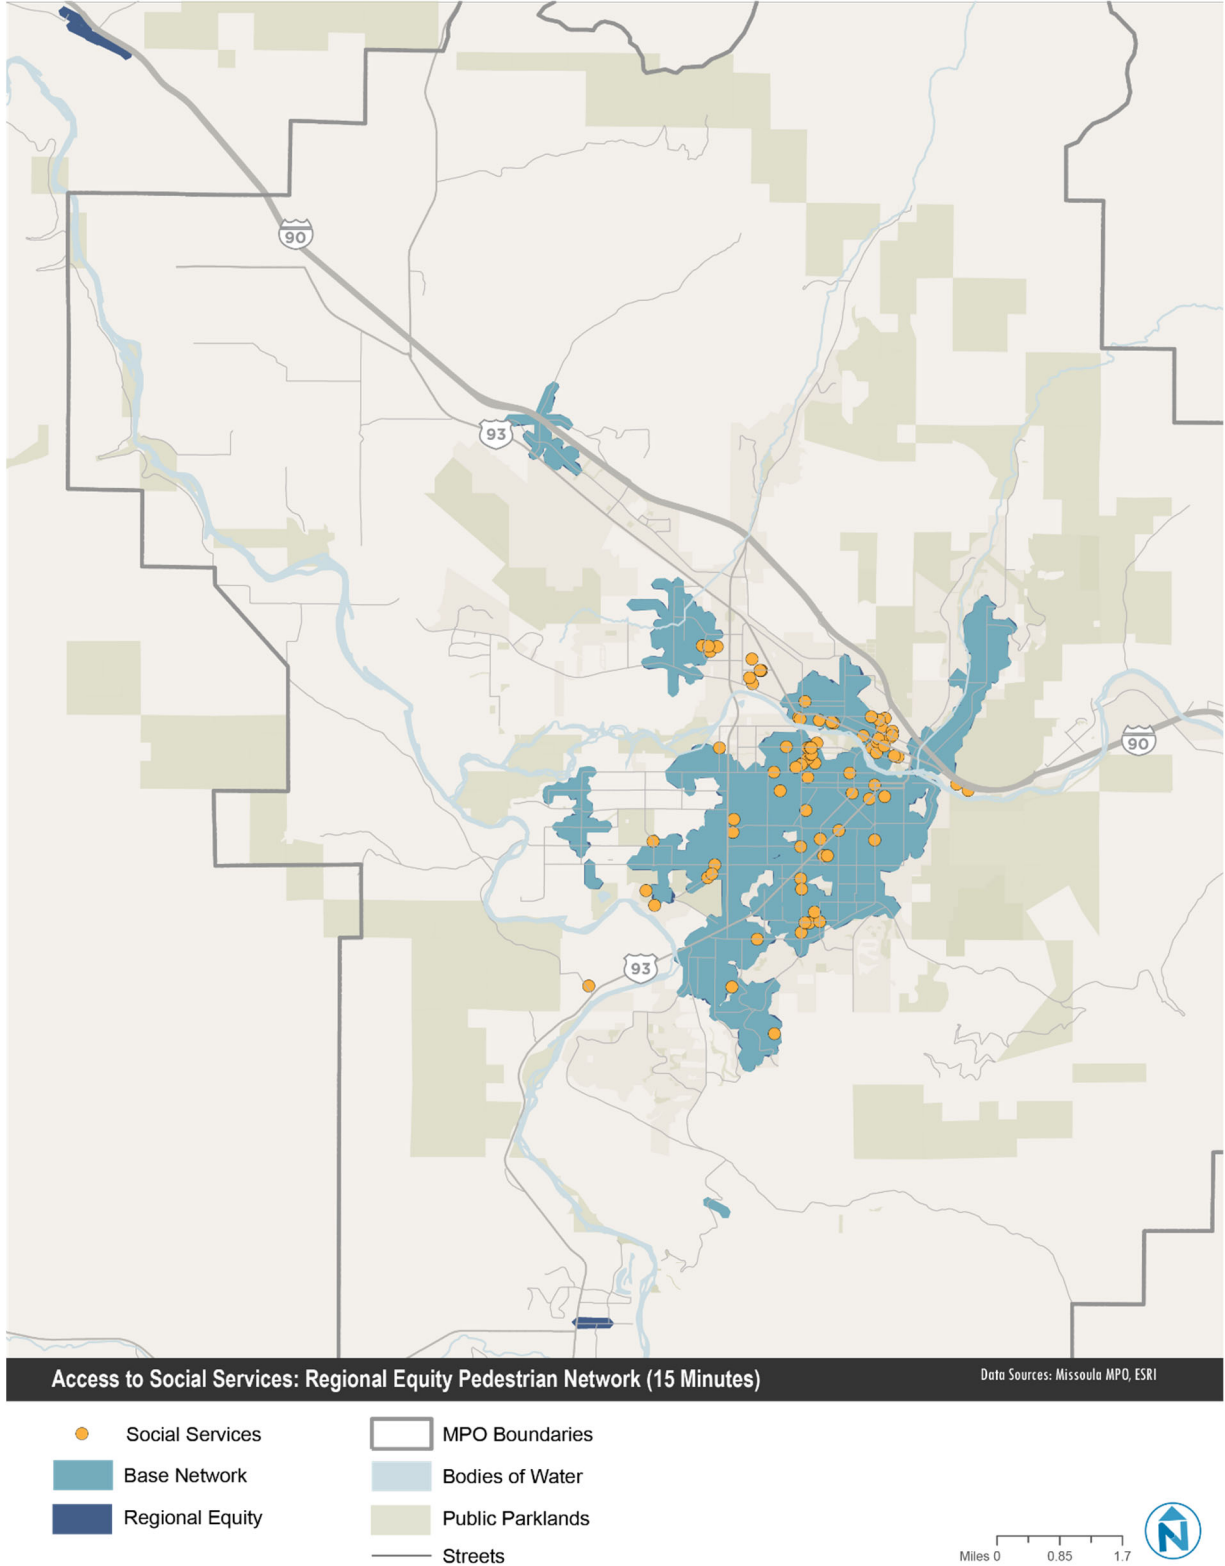 90
93
93
90
Access to Social Services: Regional Equity Pedestrian Network (15 Minutes)
Data Sources: Missoula MPO, ESRI
Social Services
MPO Boundaries
Base Network
Bodies of Water
Regional Equity
Public Parklands
Streets
N
Miles 0 0.85 1.7